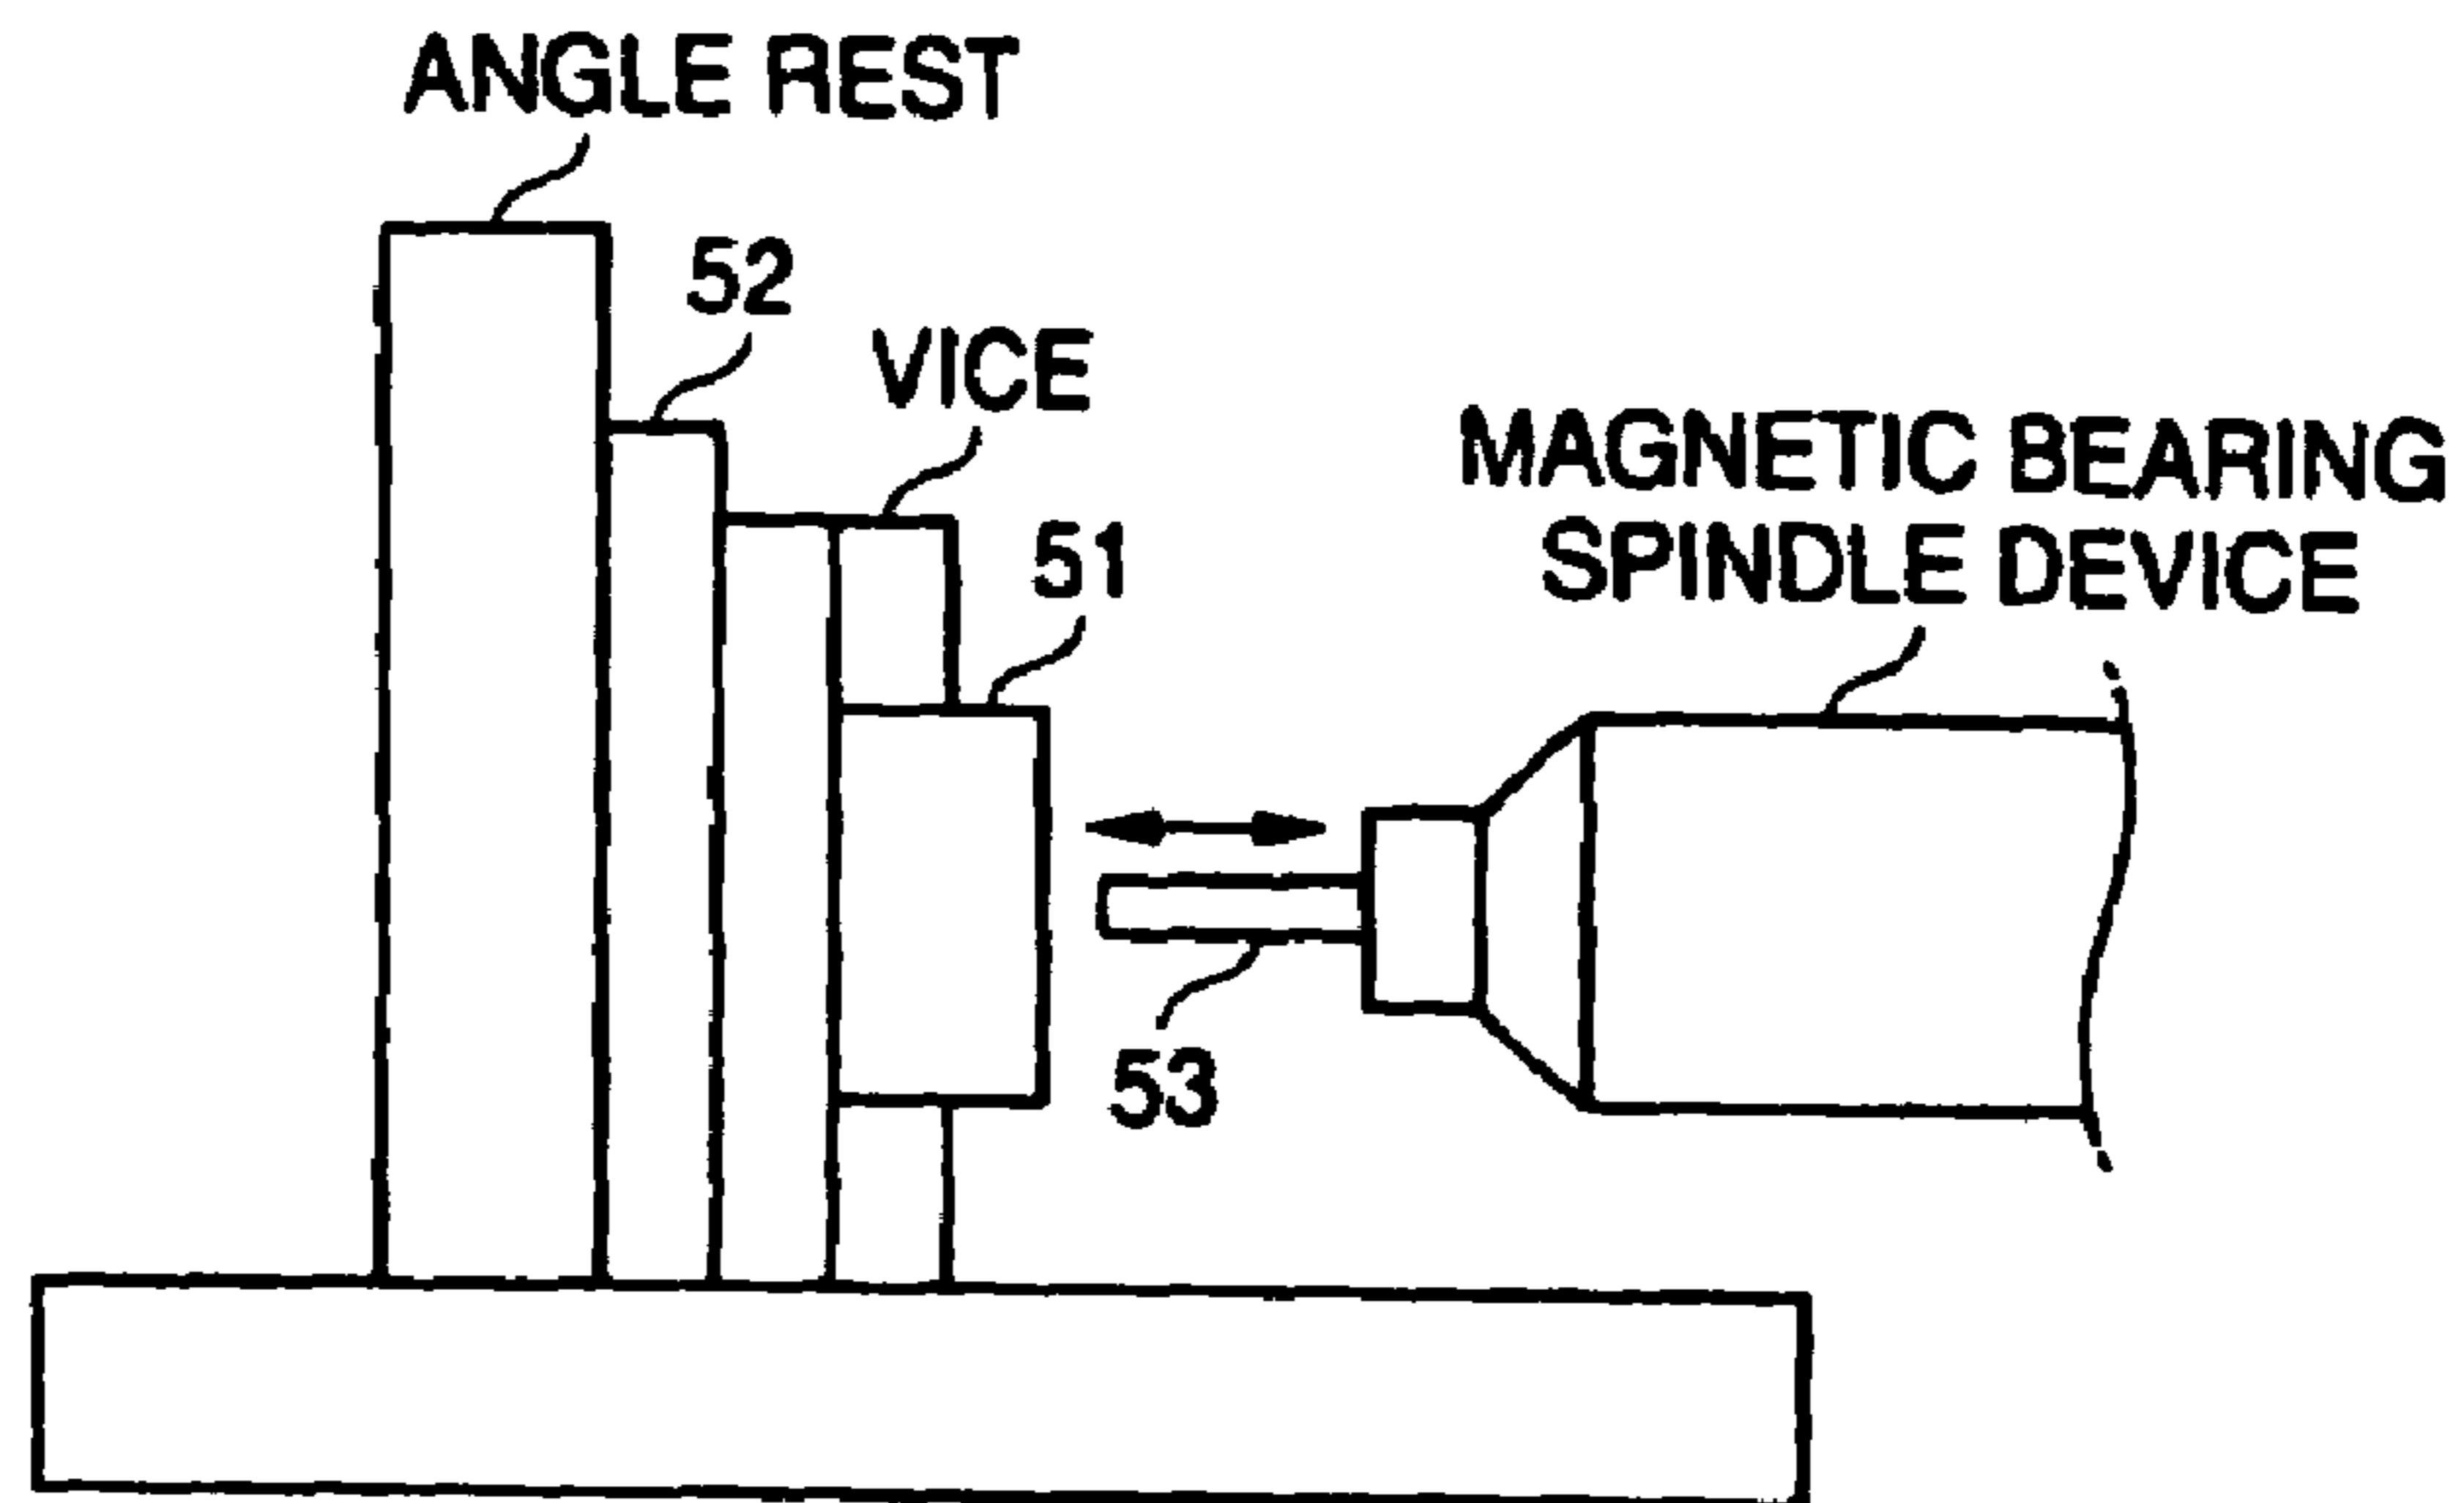 ANGLE REST
52
VICE
MAGNETIC BEARING
SPINDLE DEVICE
51
53